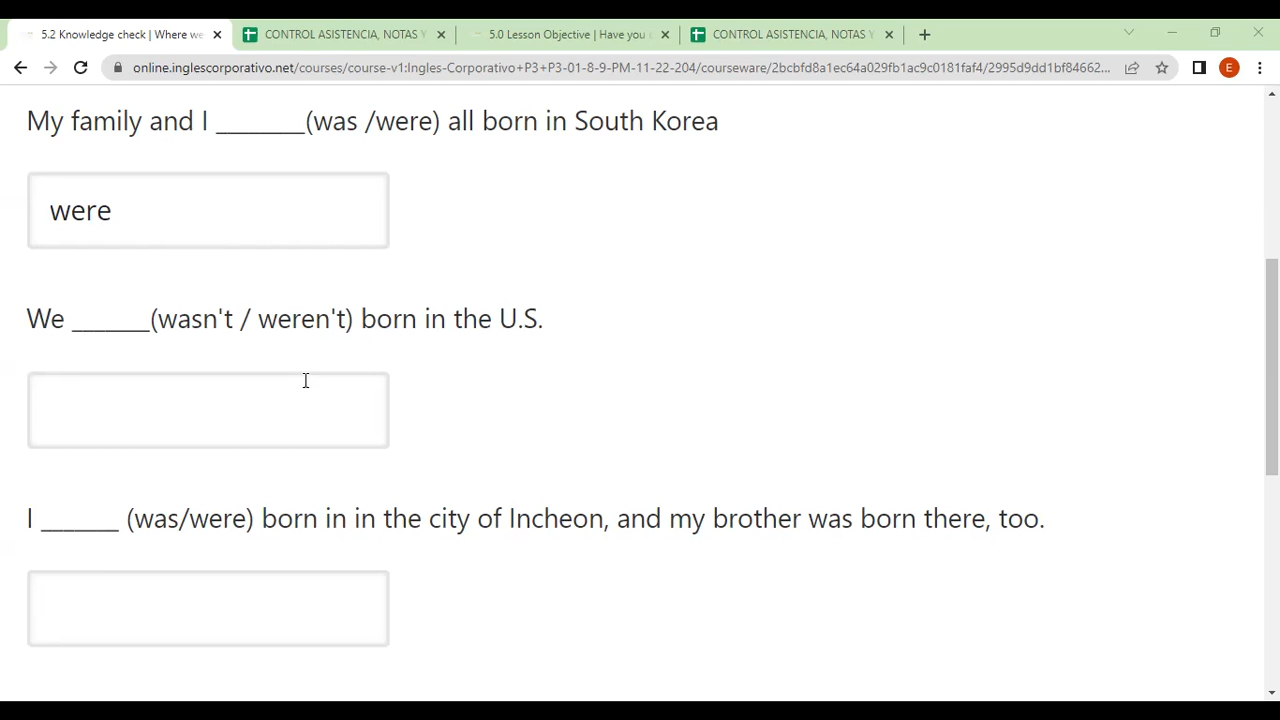 5.2 Knowledge check | Where we
CONTROL ASISTENCIA, NOTAS Y
5.0 Lesson Objective | Have you
CONTROL ASISTENCIA, NOTAS Y
online.inglescorporativo.net/courses/course-v1:Ingles-Corporativo+P3+P3-01-8-9-PM-11-22-204/courseware/2bcbfd8a1ec64a029fb1ac9c0181faf4/2995d9dd1bf84662...
E
My family and I ________(was /were) all born in South Korea
were
We _______(wasn't / weren't) born in the U.S.
I _______ (was/were) born in in the city of Incheon, and my brother was born there, too.